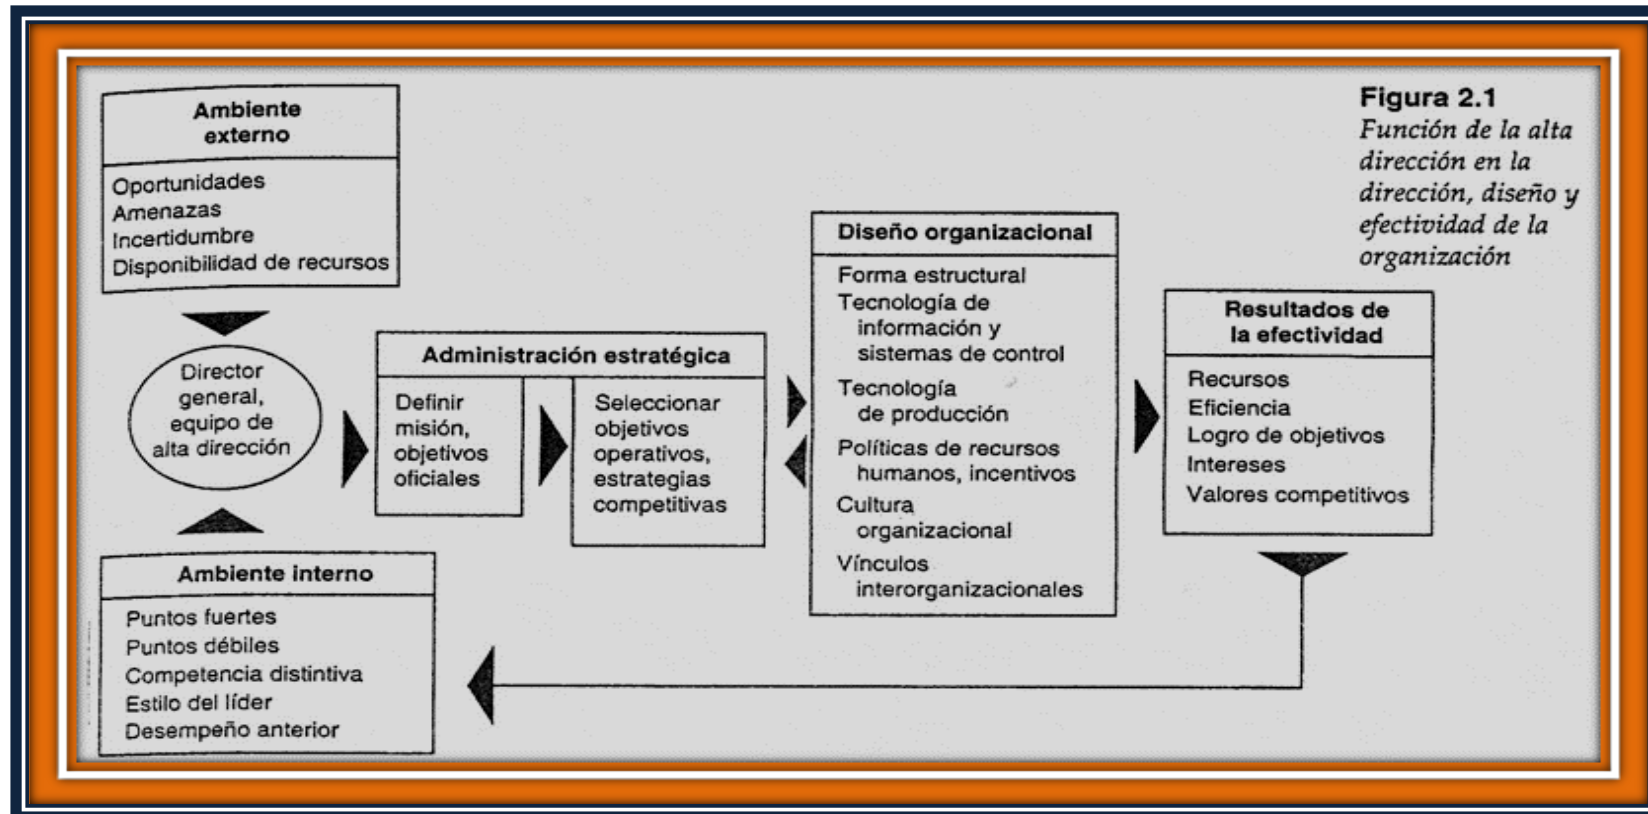 Figura 2.1
Función de la alta
dirección en la
dirección, diseño y
efectividad de la
organización
Ambiente
externo
Oportunidades
Amenazas
Incertidumbre
Disponibilidad de recursos
Director
general,
equipo de
alta dirección
Ambiente interno
Puntos fuertes
Puntos débiles
Competencia distintiva
Estilo del líder
Desempeño anterior
Administración estratégica
Definir
misión,
objetivos
oficiales
Seleccionar
objetivos
operativos,
estrategias
competitivas
Diseño organizacional
Forma estructural
Tecnología de
información y
sistemas de control
Tecnología
de producción
Políticas de recursos
humanos, incentivos
Cultura
organizacional
Vínculos
interorganizacionales
Resultados de
la efectividad
Recursos
Eficiencia
Logro de objetivos
Intereses
Valores competitivos